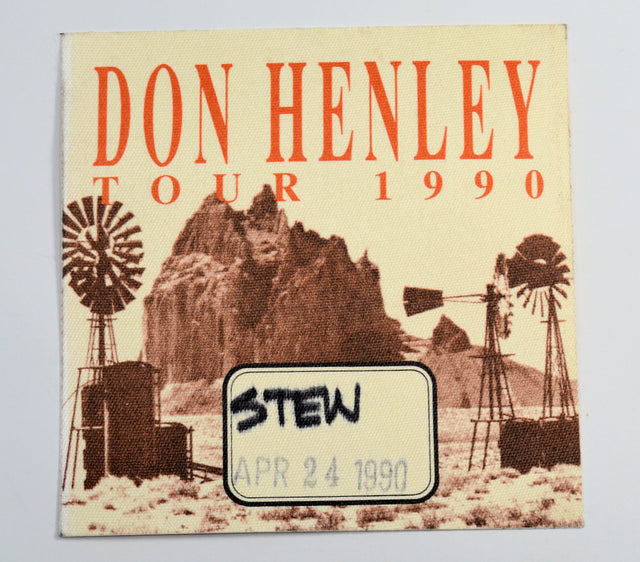 DON HENLEY
TOUR 1990
STEW
APR 24 1990